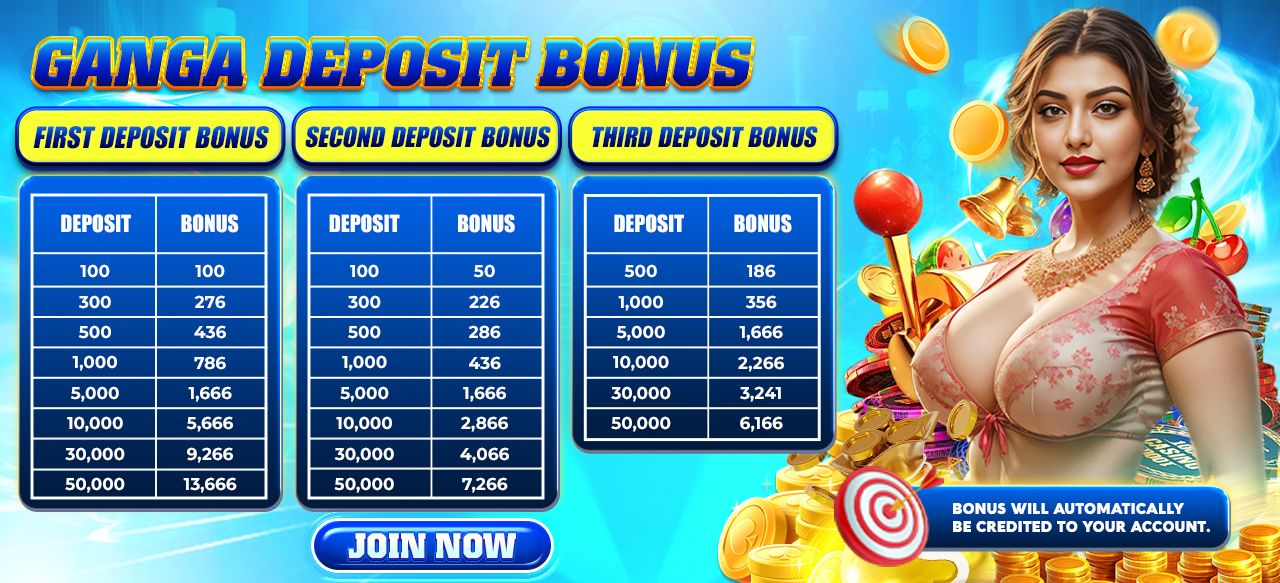 GANGA DEPOSIT BONUS
FIRST DEPOSIT BONUS
DEPOSIT BONUS
100 100
300 276
500 436
1,000 786
5,000 1,666
10,000 5,666
30,000 9,266
50,000 13,666
SECOND DEPOSIT BONUS
DEPOSIT BONUS
100 50
300 226
500 286
1,000 436
5,000 1,666
10,000 2,866
30,000 4,066
50,000 7,266
THIRD DEPOSIT BONUS
DEPOSIT BONUS
500 186
1,000 356
5,000 1,666
10,000 2,266
30,000 3,241
50,000 6,166
JOIN NOW
CASINO
BONUS WILL AUTOMATICALLY
BE CREDITED TO YOUR ACCOUNT.